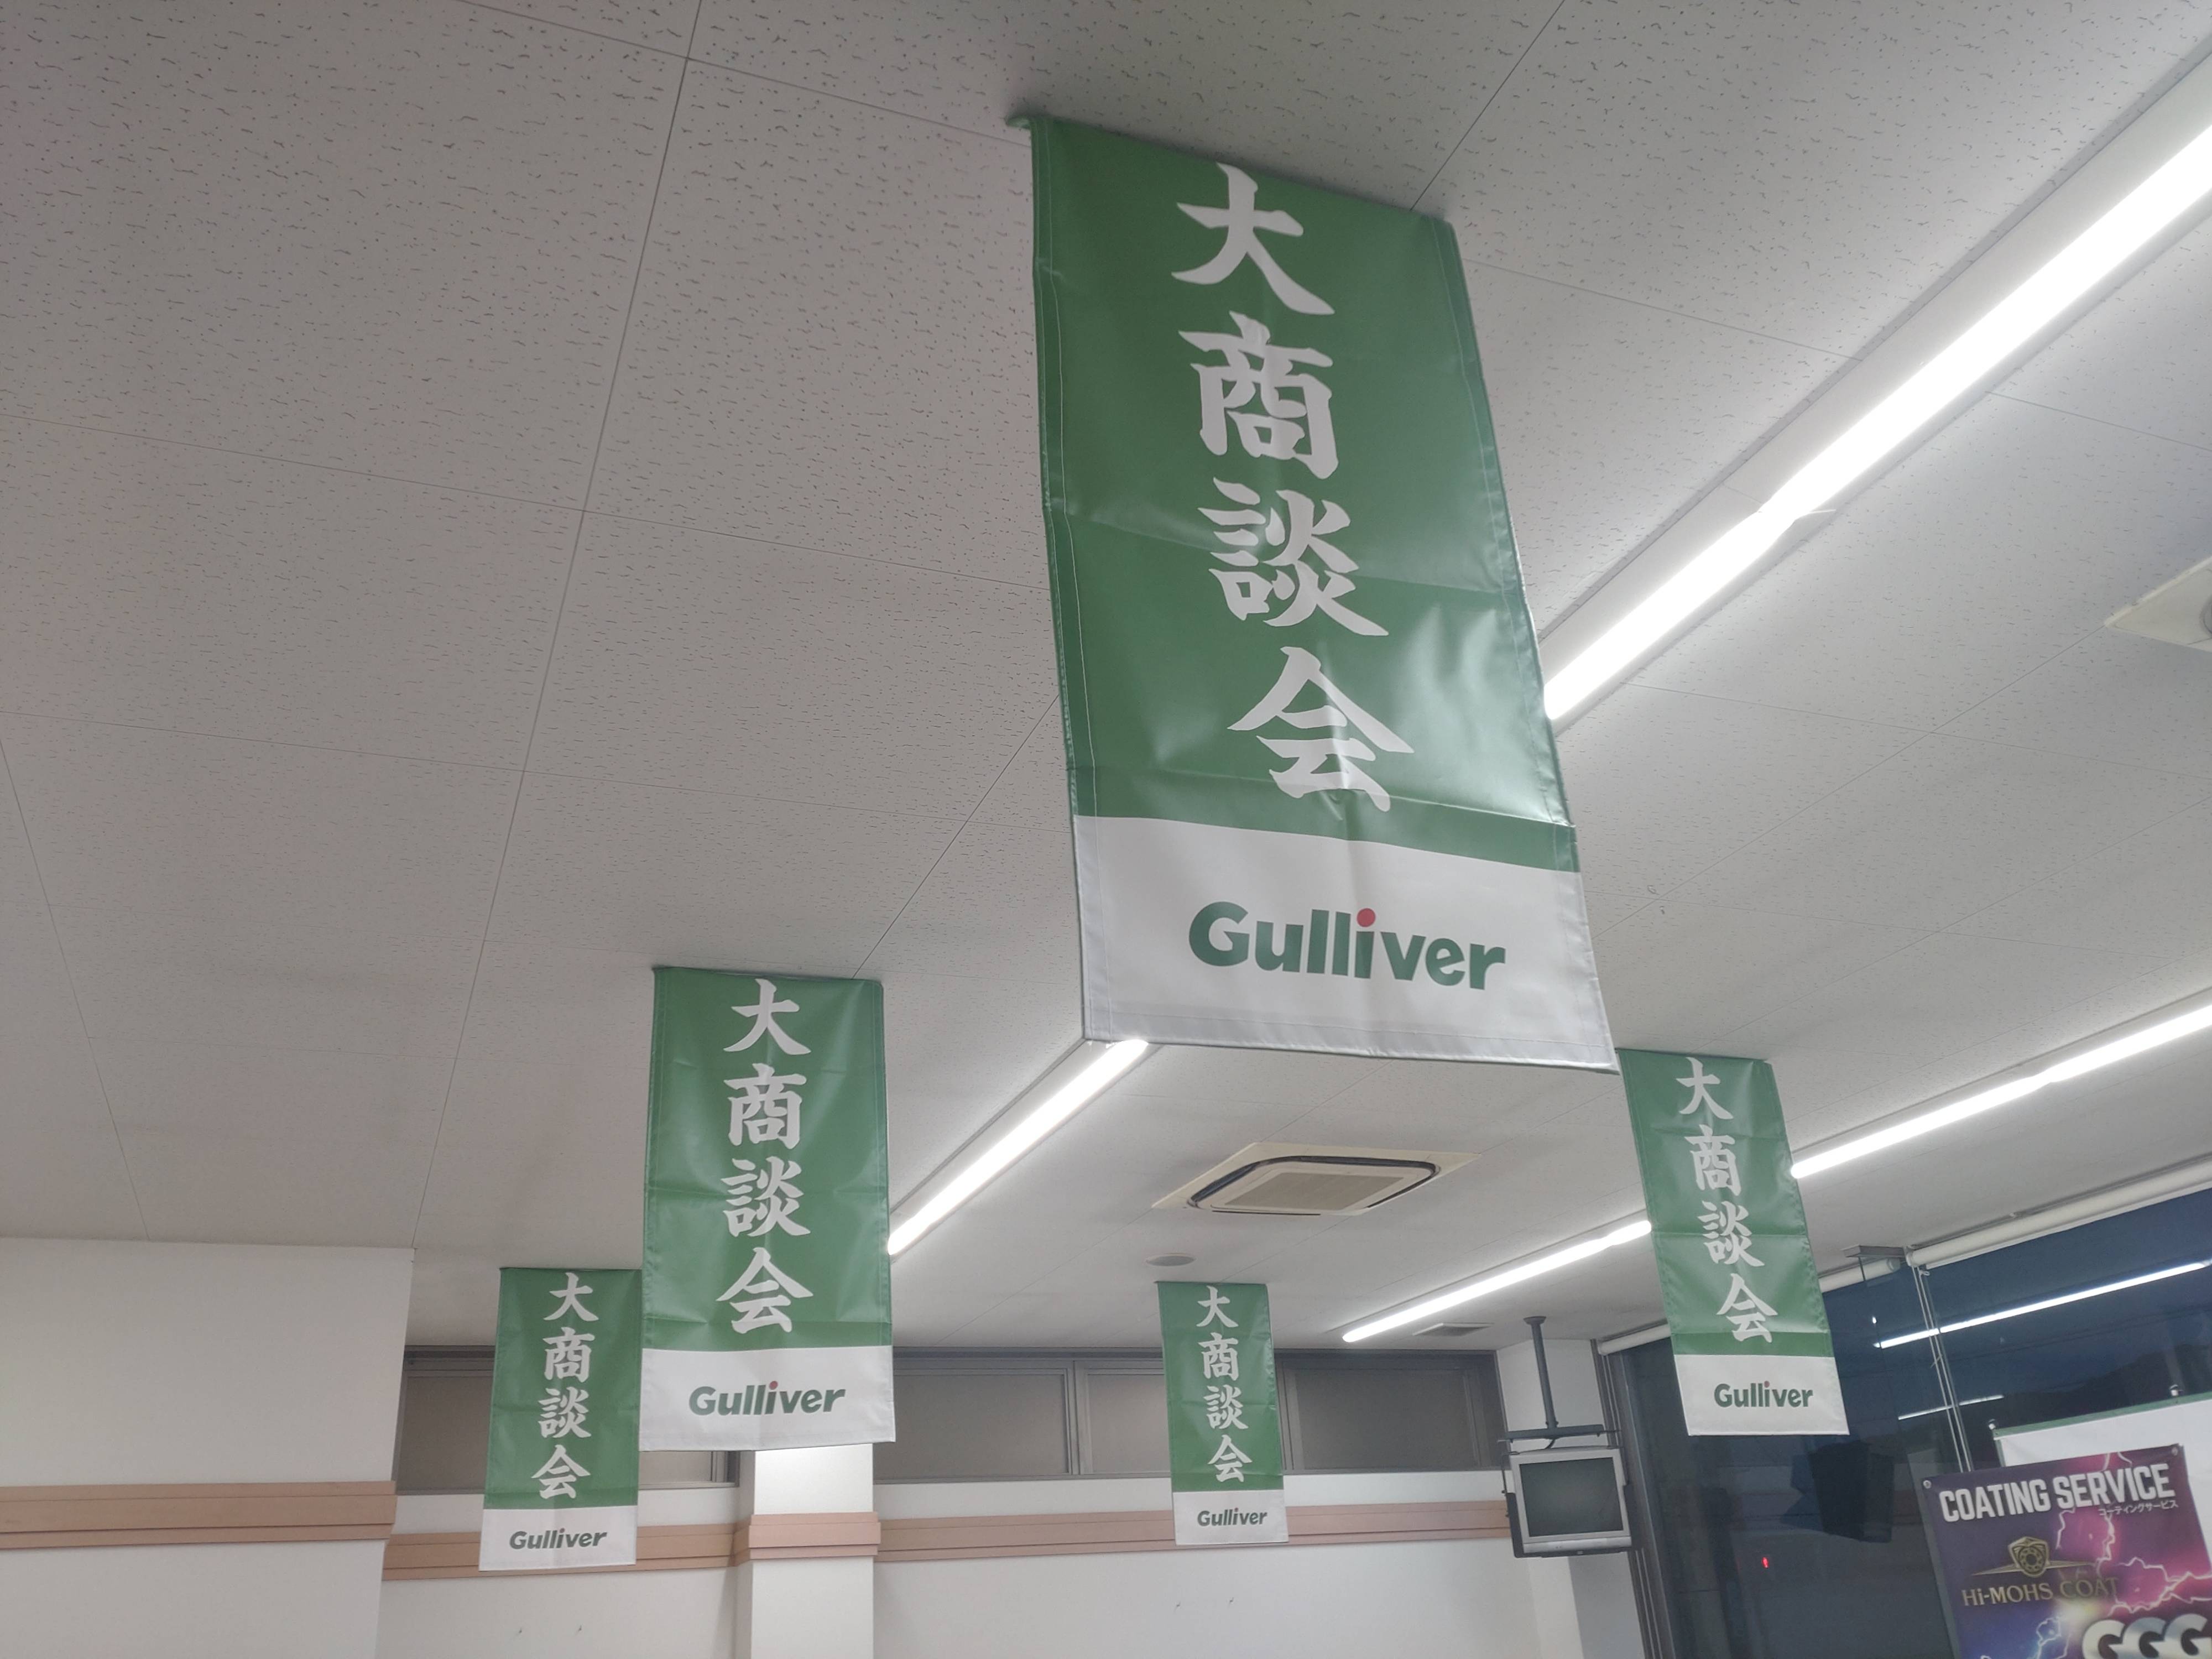 大商談会
Gulliver
大商談会
Gulliver
大商談会
Gulliver
大商談会
Gulliver
大商談会
Gulliver
COATING SERVICE
コーティングサービス
Hi-MOHS COAT
GGG